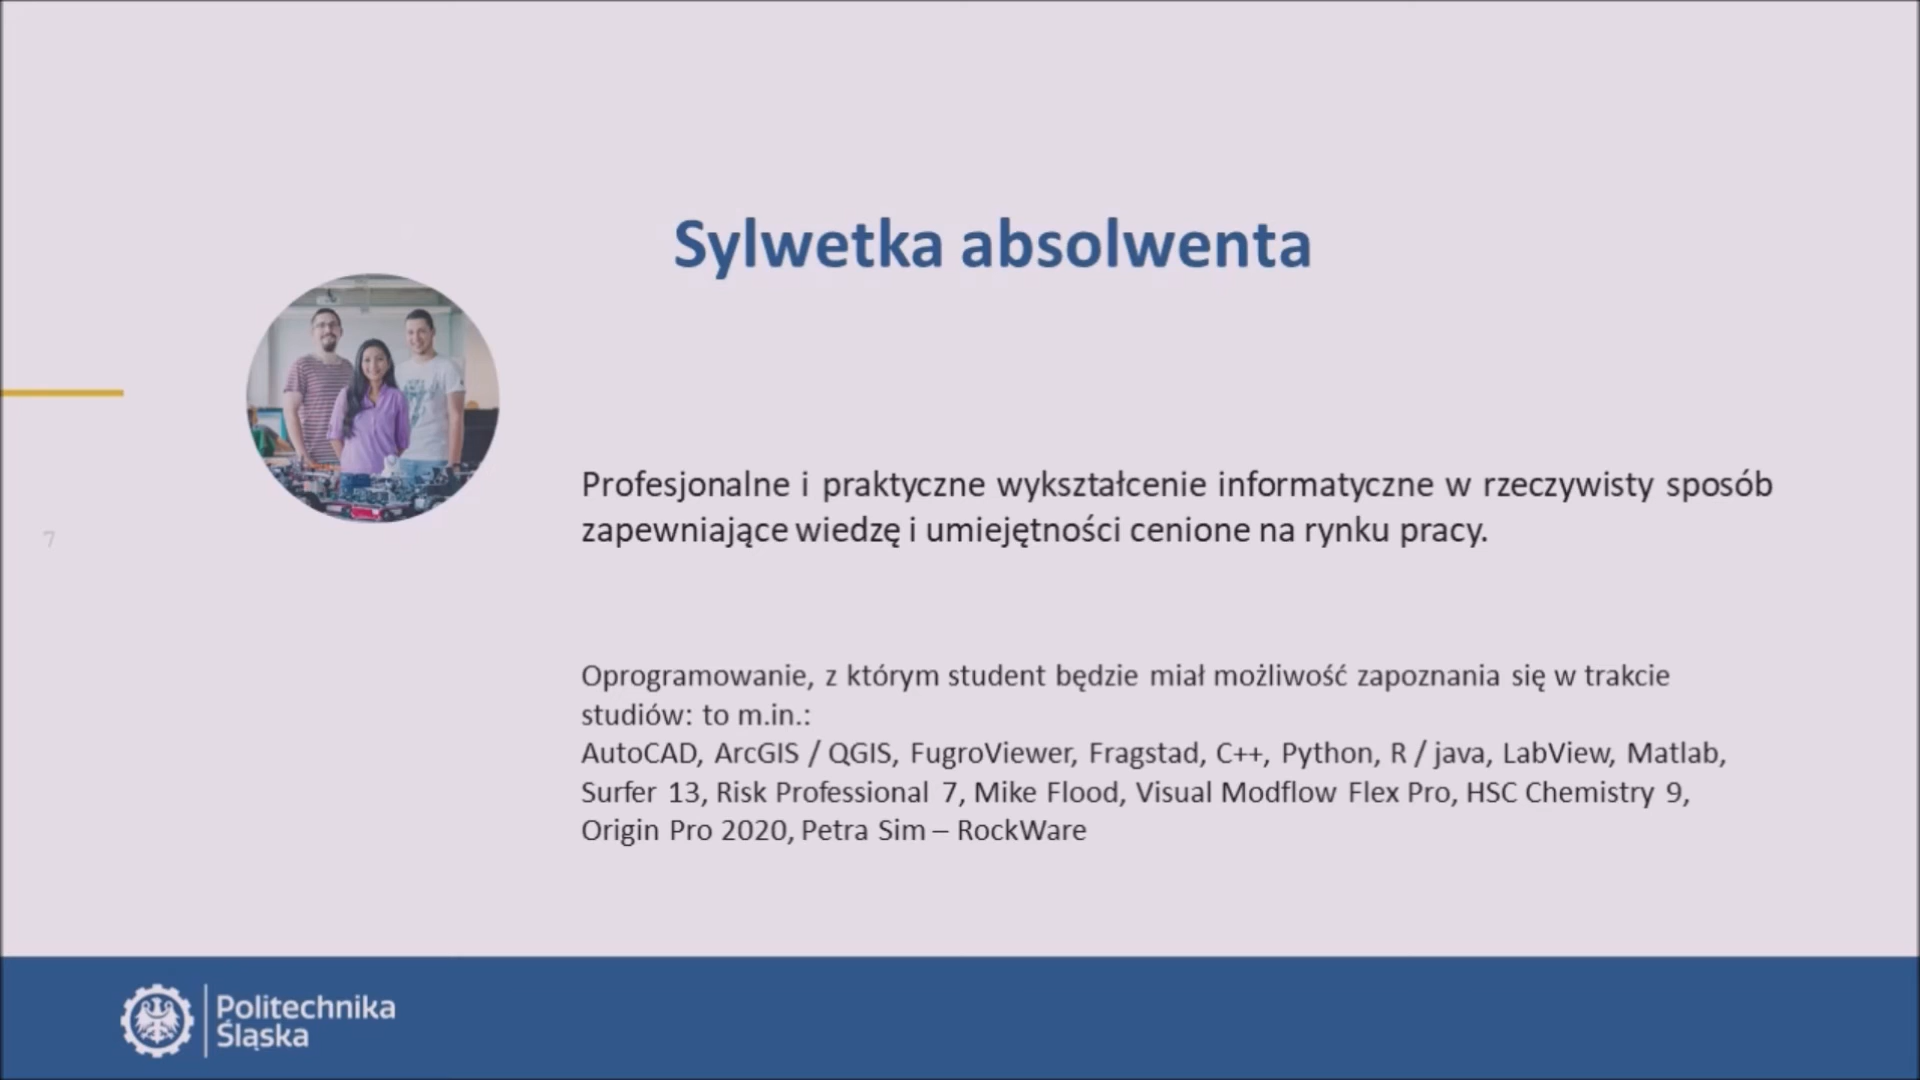 Sylwetka absolwenta
Profesjonalne i praktyczne wykształcenie informatyczne w rzeczywisty sposób
zapewniające wiedzę i umiejętności cenione na rynku pracy.
7
Oprogramowanie, z którym student będzie miał możliwość zapoznania się w trakcie
studiów: to m.in.:
AutoCAD, ArcGIS / QGIS, FugroViewer, Fragstad, C++, Python, R / java, LabView, Matlab,
Surfer 13, Risk Professional 7, Mike Flood, Visual Modflow Flex Pro, HSC Chemistry 9,
Origin Pro 2020, Petra Sim – RockWare
Politechnika
Śląska